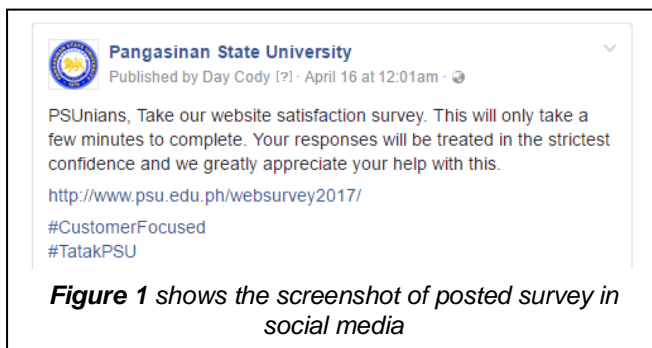 Pangasinan State University
Published by Day Cody [?] · April 16 at 12:01am ·
PSUnians, Take our website satisfaction survey. This will only take a
few minutes to complete. Your responses will be treated in the strictest
confidence and we greatly appreciate your help with this.
http://www.psu.edu.ph/websurvey2017/
#CustomerFocused
#TatakPSU
Figure 1 shows the screenshot of posted survey in
social media